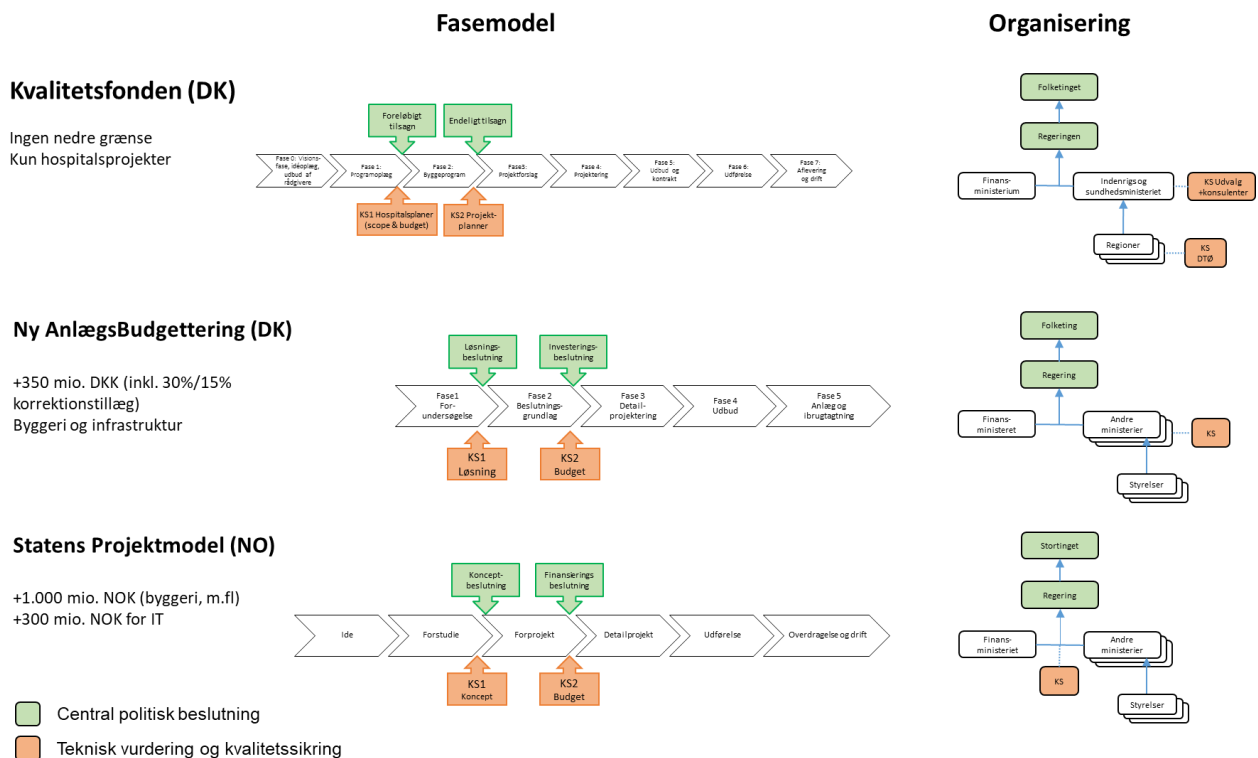 Fasemodel
Organisering
Kvalitetsfonden (DK)
Ingen nedre grænse
Kun hospitalsprojekter
Foreløbigt
tilsagn
Endeligt tilsagn
Fase 0: Visions-
fase, idéoplæg,
udbud af
rådgivere
Fase 1:
Programoplæg
Fase 2:
Byggeprogram
Fase3:
Projektforslag
Fase 4:
Projektering
Fase 5:
Udbud og
kontrakt
Fase 6:
Udførelse
Fase 7:
Aflevering
og drift
KS1 Hospitalsplaner
(scope & budget)
KS2 Projekt-
planner
Folketinget
Regeringen
Finans-
ministerium
Indenrigs og
sundhedsministeriet
KS Udvalg
+konsulenter
Regioner
KS
DTØ
Ny AnlægsBudgettering (DK)
+350 mio. DKK (inkl. 30%/15%
korrektionstillæg)
Byggeri og infrastruktur
Løsnings-
beslutning
Investerings-
beslutning
Fase1
For-
undersøgelse
Fase 2
Beslutnings-
grundlag
Fase 3
Detail-
projektering
Fase 4
Udbud
Fase 5
Anlæg og
ibrugtagtning
KS1
Løsning
KS2
Budget
Folketing
Regering
Finans-
ministeriet
Andre
ministerier
KS
Styrelser
Statens Projektmodel (NO)
+1.000 mio. NOK (byggeri, m.fl)
+300 mio. NOK for IT
Koncept-
beslutning
Finansierings
beslutning
Ide
Forstudie
Forprojekt
Detailprojekt
Udførelse
Overdragelse og drift
KS1
Koncept
KS2
Budget
Stortinget
Regering
Finans-
ministeriet
Andre
ministerier
KS
Styrelser
Central politisk beslutning
Teknisk vurdering og kvalitetssikring